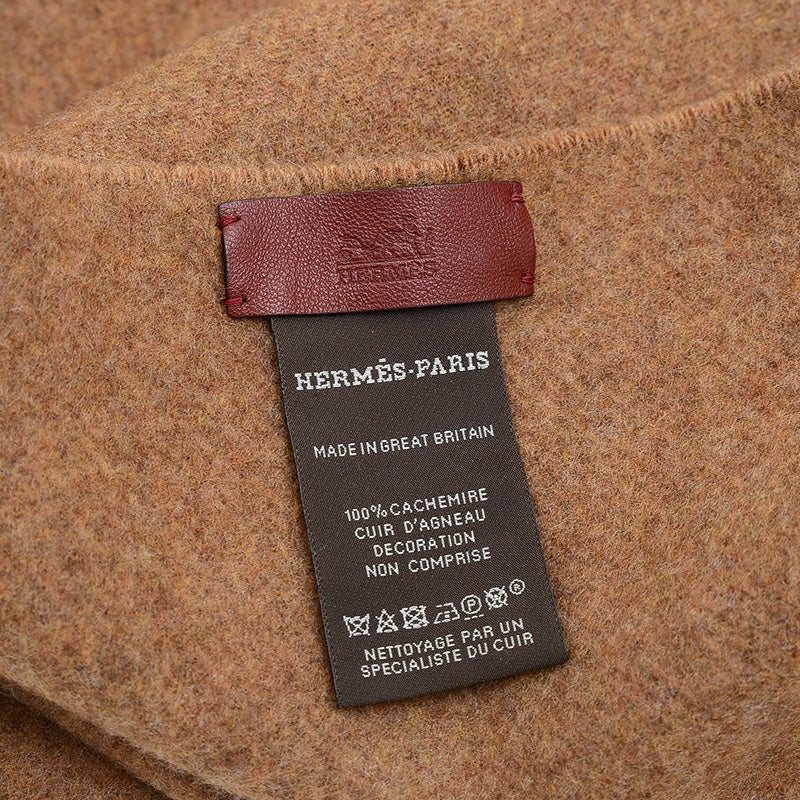 HERMES
HERMÈS-PARIS
MADE IN GREAT BRITAIN
100% CACHEMIRE
CUIR D'AGNEAU
DECORATION
NON COMPRISE
P ®
NETTOYAGE PAR UN
SPECIALISTE DU CUIR